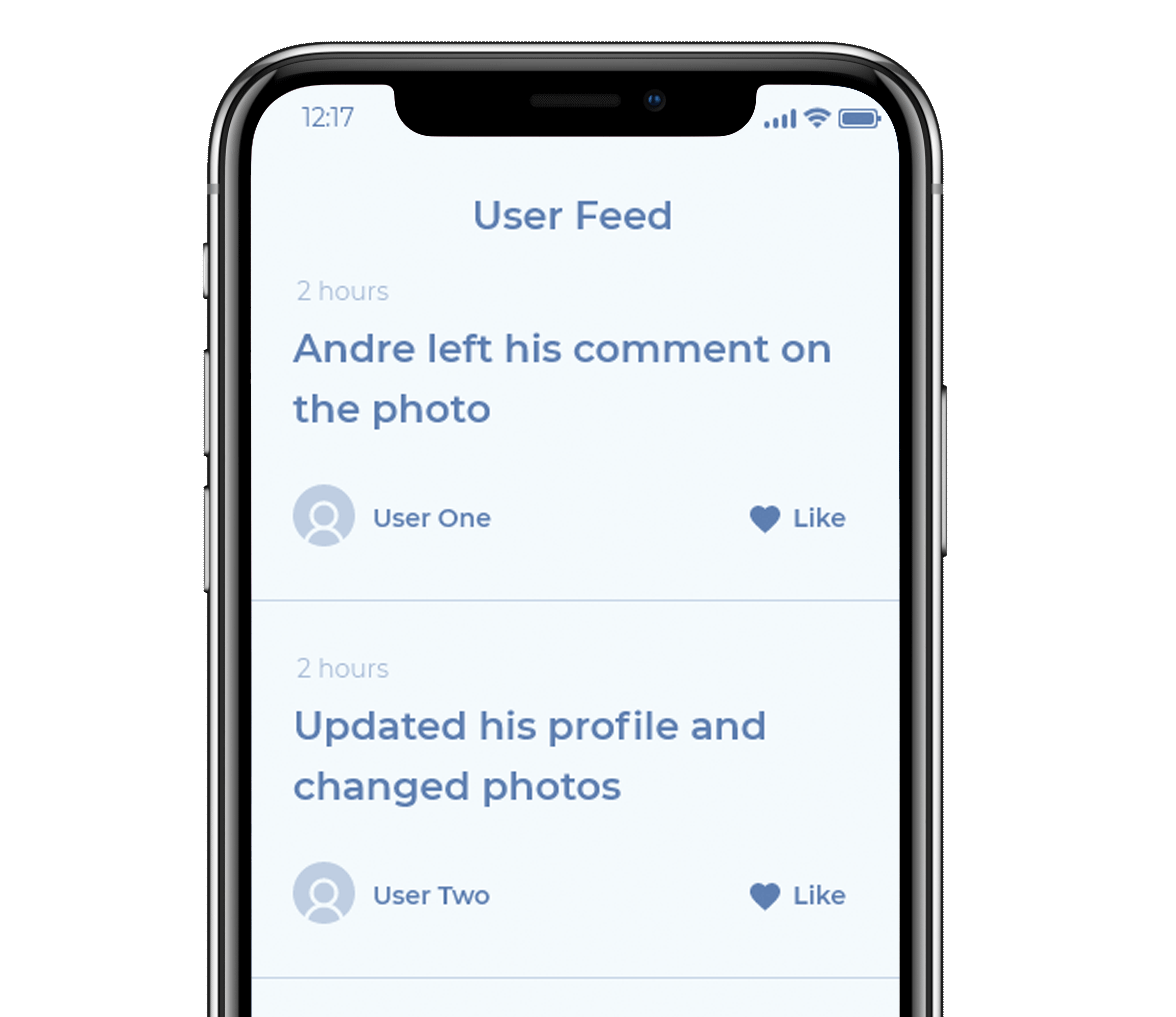 12:17
User Feed
2 hours
Andre left his comment on
the photo
User One
Like
2 hours
Updated his profile and
changed photos
User Two
Like